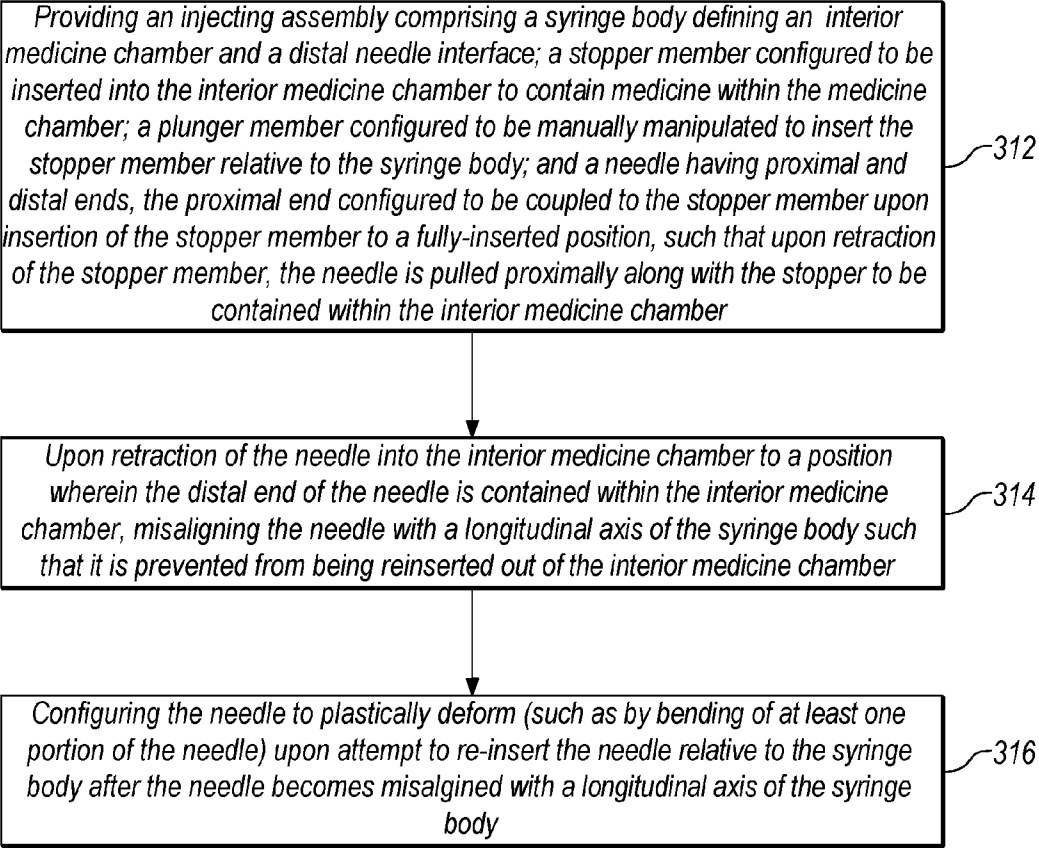 Providing an injecting assembly comprising a syringe body defining an interior
medicine chamber and a distal needle interface; a stopper member configured to be
inserted into the interior medicine chamber to contain medicine within the medicine
chamber; a plunger member configured to be manually manipulated to insert the
stopper member relative to the syringe body; and a needle having proximal and
distal ends, the proximal end configured to be coupled to the stopper member upon
insertion of the stopper member to a fully-inserted position, such that upon retraction
of the stopper member, the needle is pulled proximally along with the stopper to be
contained within the interior medicine chamber
312
Upon retraction of the needle into the interior medicine chamber to a position
wherein the distal end of the needle is contained within the interior medicine
chamber, misaligning the needle with a longitudinal axis of the syringe body such
that it is prevented from being reinserted out of the interior medicine chamber
314
Configuring the needle to plastically deform (such as by bending of at least one
portion of the needle) upon attempt to re-insert the needle relative to the syringe
body after the needle becomes misalgined with a longitudinal axis of the syringe
body
316